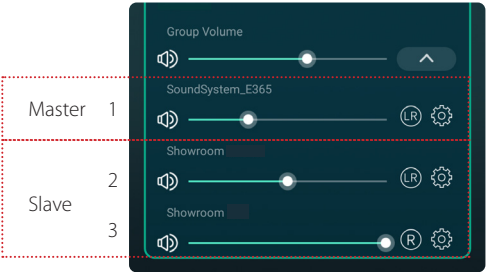 Group Volume
SoundSystem_E365
Master 1
LR
Showroom
LR
2
Slave
Showroom
3
R